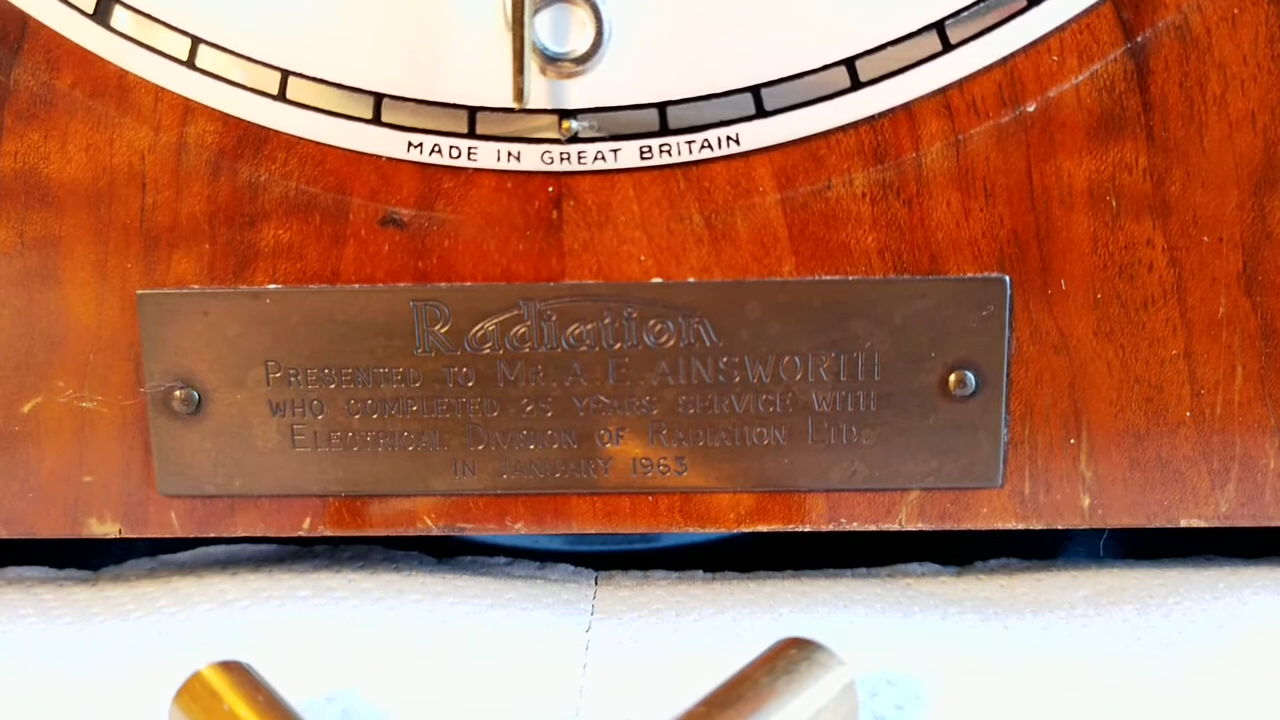 6
MADE IN GREAT BRITAIN
Radiation
PRESENTED TO MR. A. E. AINSWORTH
WHO COMPLETED 25 YEARS SERVICE WITH
ELECTRICAL DIVISION OF RADIATION LTD.
IN JANUARY 1963